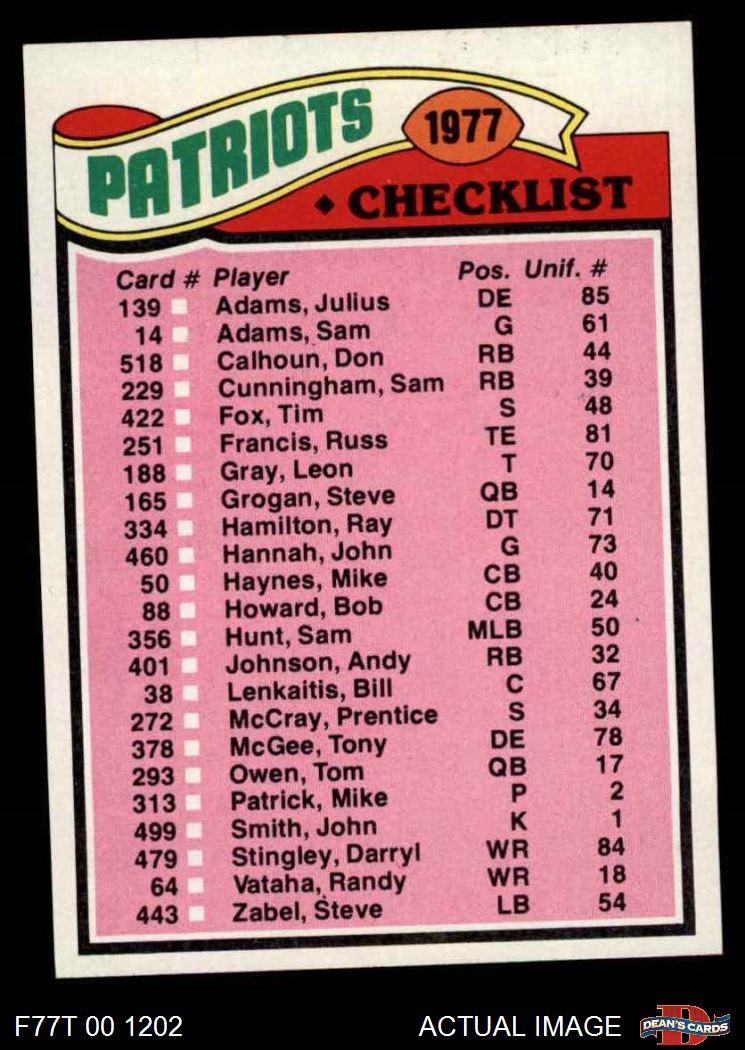 PATRIOTS
1977
◆ CHECKLIST
Card # Player Pos. Unif. #
139 Adams, Julius DE 85
14 Adams, Sam G 61
518 Calhoun, Don RB 44
229 Cunningham, Sam RB 39
422 Fox, Tim S 48
251 Francis, Russ TE 81
188 Gray, Leon T 70
165 Grogan, Steve QB 14
334 Hamilton, Ray DT 71
460 Hannah, John G 73
50 Haynes, Mike CB 40
88 Howard, Bob CB 24
356 Hunt, Sam MLB 50
401 Johnson, Andy RB 32
38 Lenkaitis, Bill C 67
272 McCray, Prentice S 34
378 McGee, Tony DE 78
293 Owen, Tom QB 17
313 Patrick, Mike P 2
499 Smith, John K 1
479 Stingley, Darryl WR 84
64 Vataha, Randy WR 18
443 Zabel, Steve LB 54
F77T 00 1202 ACTUAL IMAGE
D
DEAN'S CARDS